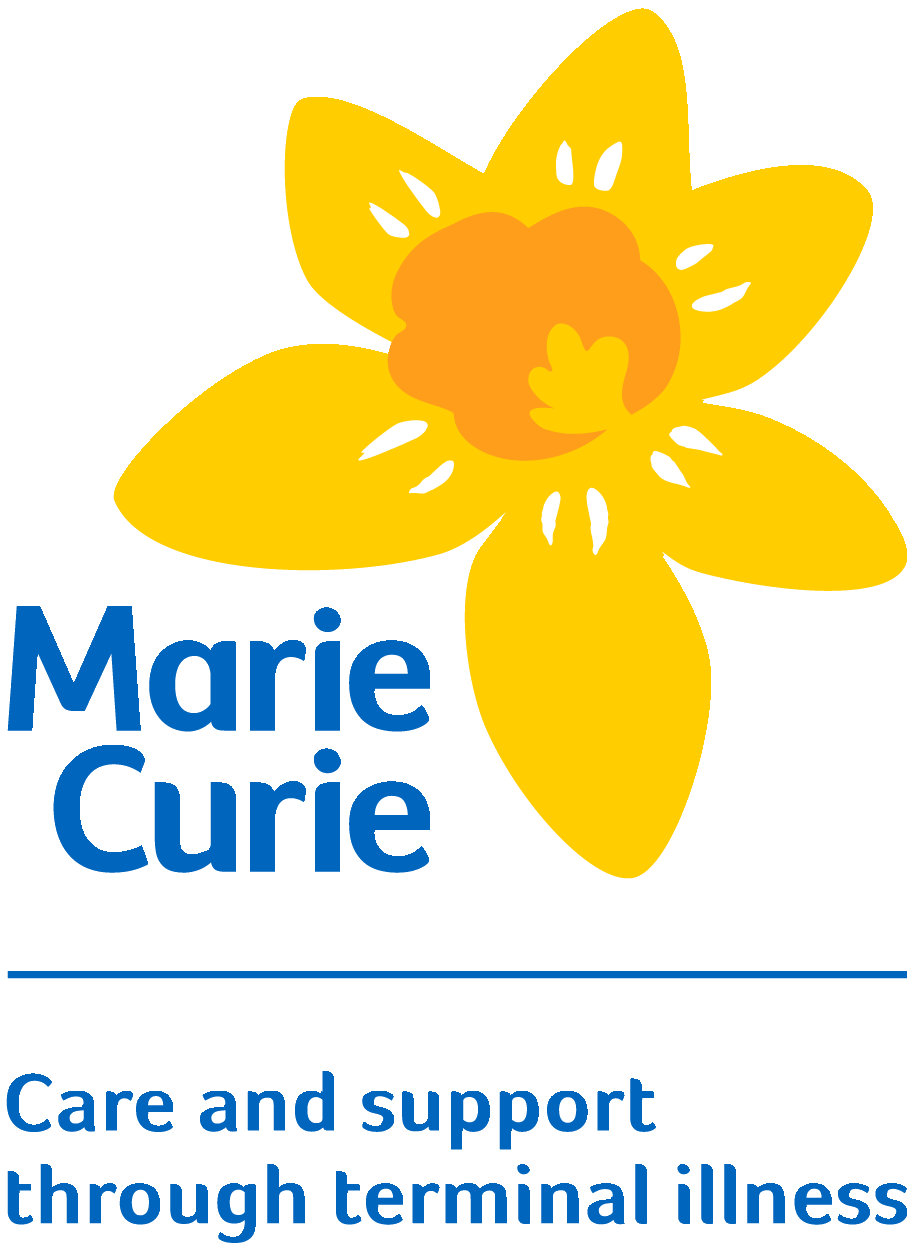 Marie
Curie
Care and support
through terminal illness